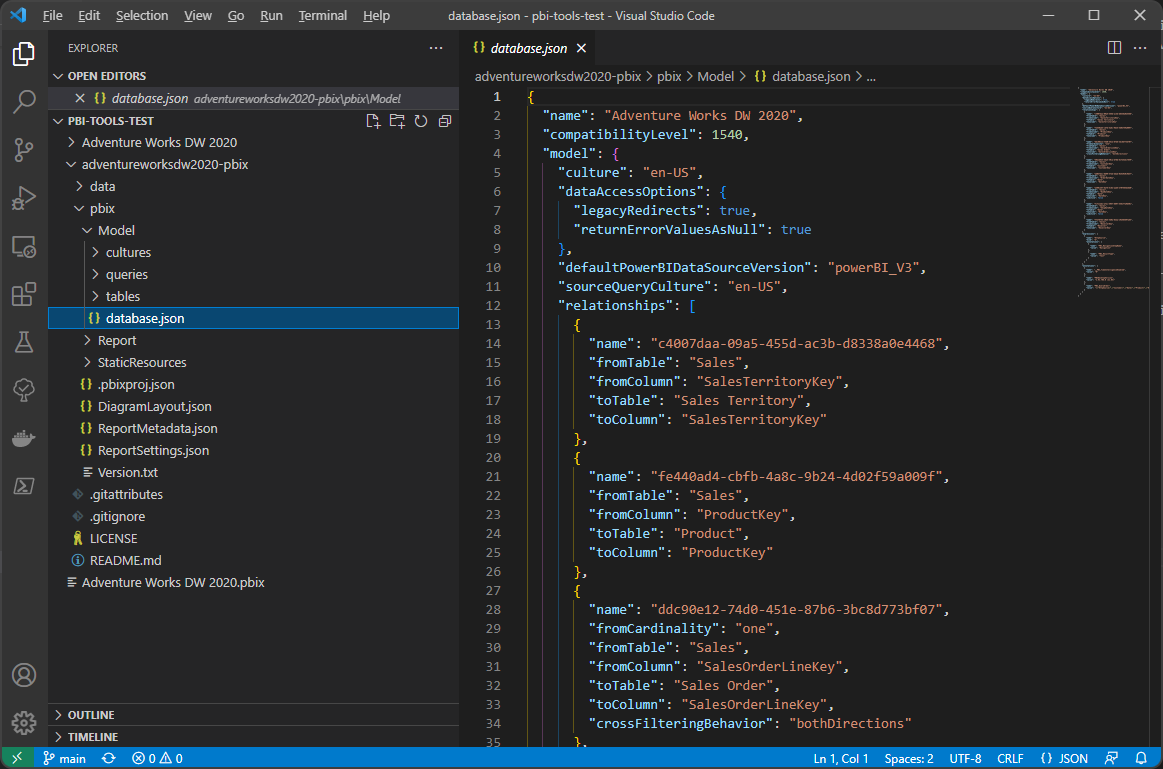 File Edit Selection View Go Run Terminal Help database.json - pbi-tools-test - Visual Studio Code
EXPLORER
OPEN EDITORS
database.json adventureworksdw2020-pbix\pbix\Model
PBI-TOOLS-TEST
Adventure Works DW 2020
adventureworksdw2020-pbix
data
pbix
Model
cultures
queries
tables
{} database.json
Report
StaticResources
{} .pbixproj.json
{} DiagramLayout.json
{} ReportMetadata.json
{} ReportSettings.json
Version.txt
.gitattributes
.gitignore
LICENSE
README.md
Adventure Works DW 2020.pbix
OUTLINE
TIMELINE
{} database.json
adventureworksdw2020-pbix > pbix > Model > {} database.json > ...
1 {
2 "name": "Adventure Works DW 2020",
3 "compatibilityLevel": 1540,
4 "model": {
5 "culture": "en-US",
6 "dataAccessOptions": {
7 "legacyRedirects": true,
8 "returnErrorValuesAsNull": true
9 },
10 "defaultPowerBIDataSourceVersion": "powerBI_V3",
11 "sourceQueryCulture": "en-US",
12 "relationships": [
13 {
14 "name": "c4007daa-09a5-455d-ac3b-d8338a0e4468",
15 "fromTable": "Sales",
16 "fromColumn": "SalesTerritoryKey",
17 "toTable": "Sales Territory",
18 "toColumn": "SalesTerritoryKey"
19 },
20 {
21 "name": "fe440ad4-cbfb-4a8c-9b24-4d02f59a009f",
22 "fromTable": "Sales",
23 "fromColumn": "ProductKey",
24 "toTable": "Product",
25 "toColumn": "ProductKey"
26 },
27 {
28 "name": "ddc90e12-74d0-451e-87b6-3bc8d773bf07",
29 "fromCardinality": "one",
30 "fromTable": "Sales",
31 "fromColumn": "SalesOrderLineKey",
32 "toTable": "Sales Order",
33 "toColumn": "SalesOrderLineKey",
34 "crossFilteringBehavior": "bothDirections"
35 },
main 0 0 Ln 1, Col 1 Spaces: 2 UTF-8 CRLF {} JSON